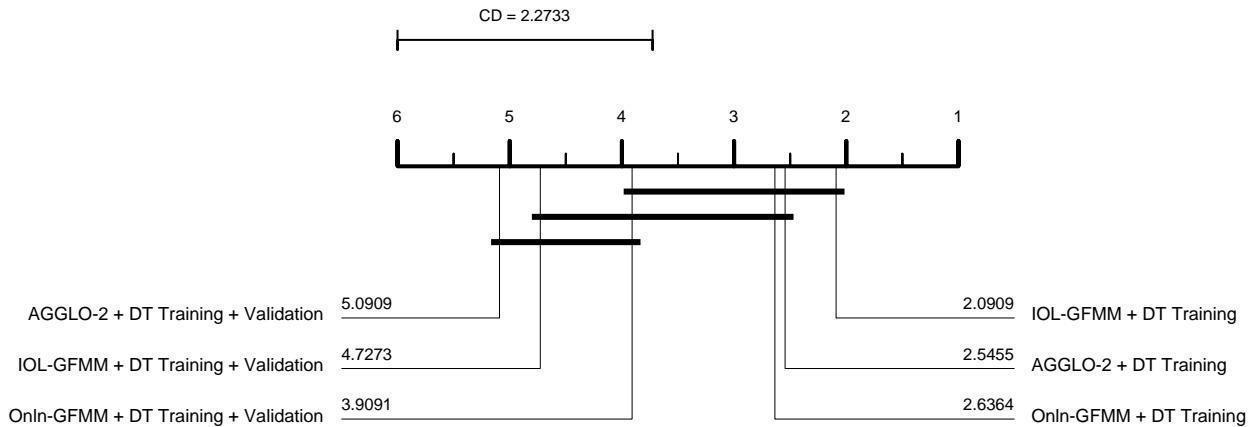 CD = 2.2733
6 5 4 3 2 1
AGGLO-2 + DT Training + Validation 5.0909
IOL-GFMM + DT Training + Validation 4.7273
Onln-GFMM + DT Training + Validation 3.9091
2.0909 IOL-GFMM + DT Training
2.5455 AGGLO-2 + DT Training
2.6364 Onln-GFMM + DT Training